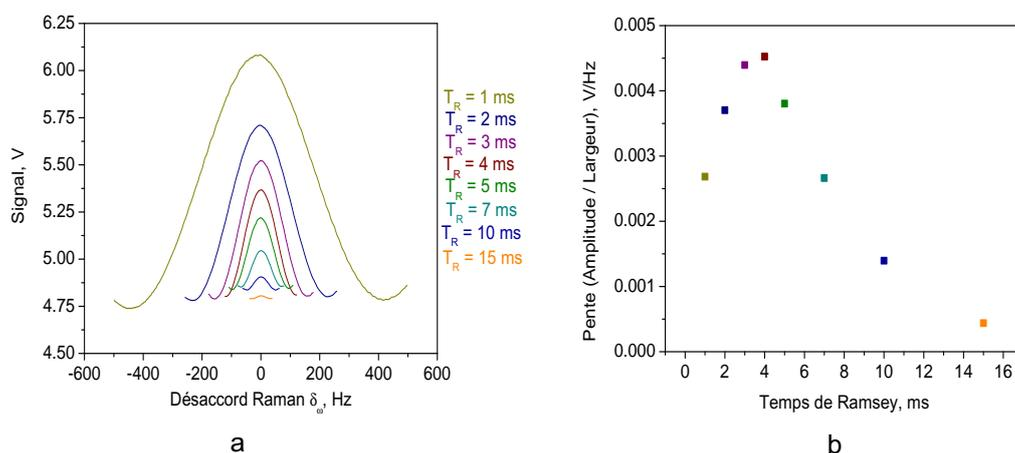 6.25
6.00
5.75
5.50
5.25
5.00
4.75
4.50
Signal, V
-600 -400 -200 0 200 400 600
Désaccord Raman δω, Hz
a
TR = 1 ms
TR = 2 ms
TR = 3 ms
TR = 4 ms
TR = 5 ms
TR = 7 ms
TR = 10 ms
TR = 15 ms
0.005
0.004
0.003
0.002
0.001
0.000
Pente (Amplitude / Largeur), V/Hz
0 2 4 6 8 10 12 14 16
Temps de Ramsey, ms
b